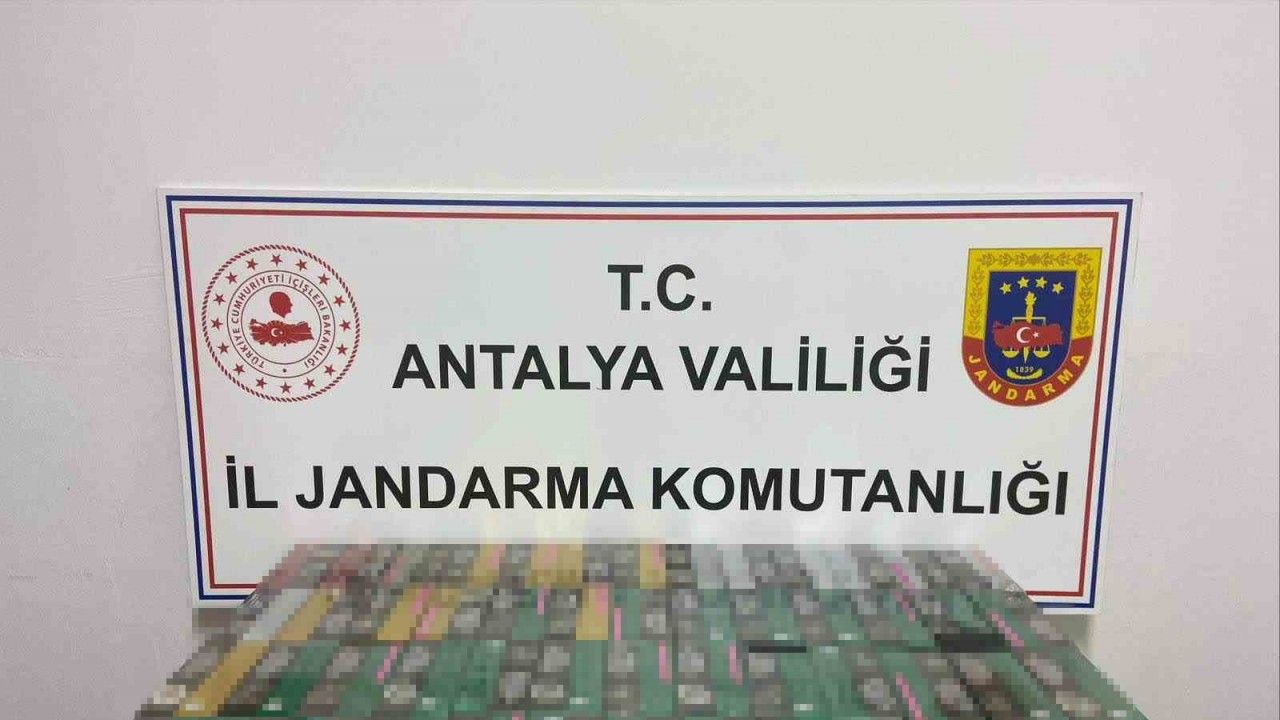 T.C.
ANTALYA VALİLİĞİ
İL JANDARMA KOMUTANLIĞI
TÜRKİYE CUMHURİYETİ İÇİŞLERİ BAKANLIĞI
1839
JANDARMA